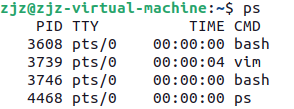 zjz@zjz-virtual-machine:~$ ps
PID TTY TIME CMD
3608 pts/0 00:00:00 bash
3739 pts/0 00:00:04 vim
3746 pts/0 00:00:00 bash
4468 pts/0 00:00:00 ps